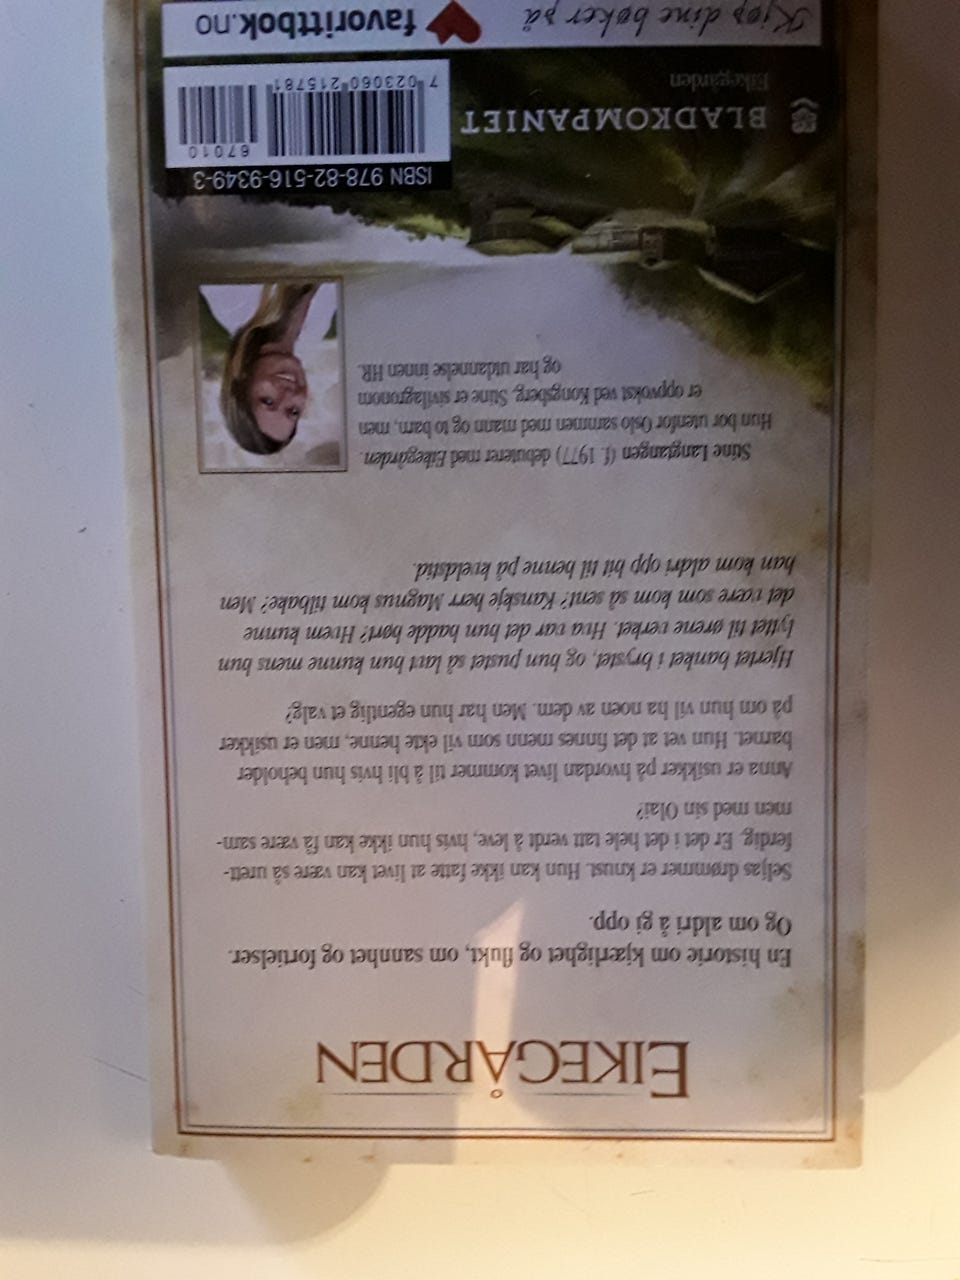 EIKEGÅRDEN
En historie om kjærlighet og flukt, om sannhet og fortielser.
Og om aldri å gi opp.
Seljas drømmer er knust. Hun kan ikke fatte at livet kan være så urett-
ferdig. Er det i det hele tatt verdt å leve, hvis hun ikke kan få være sam-
men med sin Olai?
Anna er usikker på hvordan livet kommer til å bli hvis hun beholder
barnet. Hun vet at det finnes menn som vil ekte henne, men er usikker
på om hun vil ha noen av dem. Men har hun egentlig et valg?
Hjertet banket i brystet, og hun pustet så lavt hun kunne mens hun
lyttet til ørene verket. Hva var det hun hadde hørt? Hvem kunne
det være som kom så sent? Kanskje herr Magnus kom tilbake? Men
han kom aldri opp hit til henne på kveldstid.
Stine Langtangen (f. 1977) debuterer med Eikegården.
Hun bor utenfor Oslo sammen med mann og to barn, men
er oppvokst ved Kongsberg. Stine er sivilagronom
og har utdannelse innen HR.
ISBN 978-82-516-9349-3
67010
7 023060 215781
BLADKOMPANIET
Eikegården
Kjøp dine bøker på
favorittbok.no